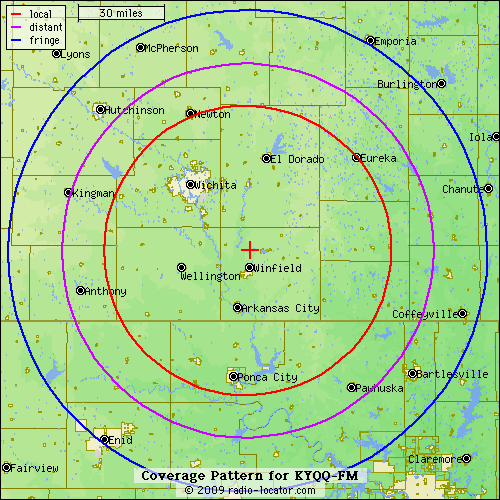 local
distant
fringe
30 miles
McPherson
Emporia
Lyons
Burlington
Hutchinson
Newton
Iola
El Dorado
Eureka
Wichita
Kingman
Chanute
Wellington
Winfield
Anthony
Arkansas City
Coffeyville
Ponca City
Bartlesville
Pawhuska
Enid
Claremore
Fairview
Coverage Pattern for KYQQ-FM
© 2009 radio-locator.com